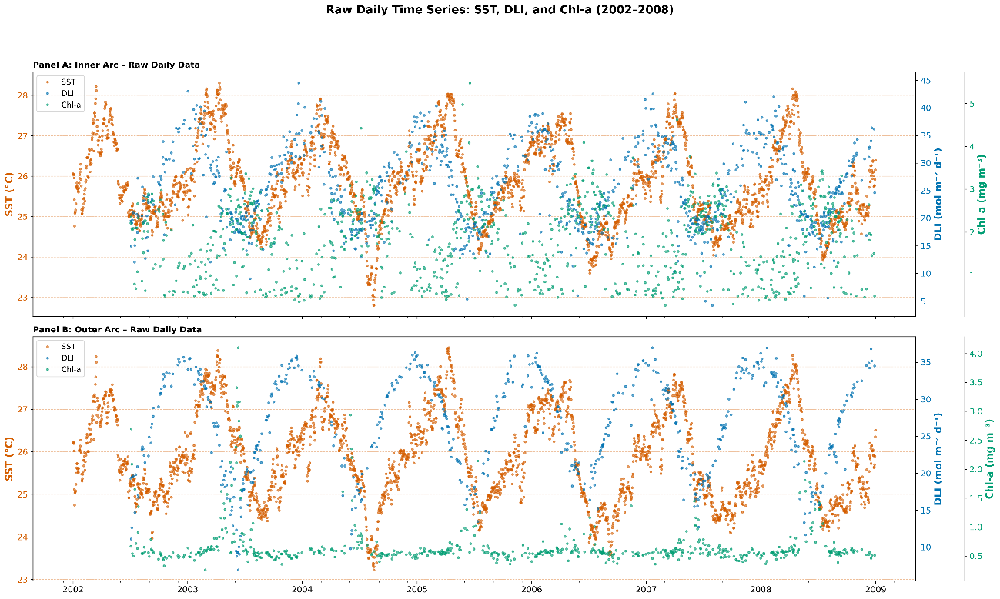 Raw Daily Time Series: SST, DLI, and Chl-a (2002–2008)
Panel A: Inner Arc – Raw Daily Data
SST
DLI
Chl-a
SST (°C)
28
27
26
25
24
23
45
40
35
30
25
20
15
10
5
DLI (mol m⁻² d⁻¹)
5
4
3
2
1
Chl-a (mg m⁻³)
Panel B: Outer Arc – Raw Daily Data
SST
DLI
Chl-a
SST (°C)
28
27
26
25
24
23
35
30
25
20
15
10
DLI (mol m⁻² d⁻¹)
4.0
3.5
3.0
2.5
2.0
1.5
1.0
0.5
Chl-a (mg m⁻³)
2002 2003 2004 2005 2006 2007 2008 2009